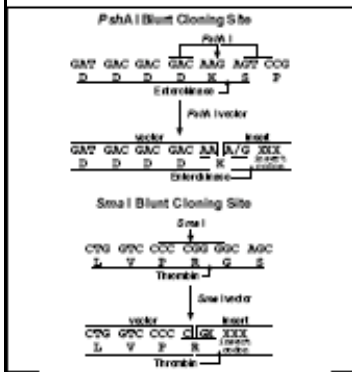 PshA I Blunt Cloning Site
PshA I
GAT GAC GAC GAC AAG AGT CCG
D D D D K S P
Enterokinase
PshA I vector
vector insert
GAT GAC GAC GAC AA A/G XXX
D D D D K
Enterokinase
Sma I Blunt Cloning Site
Sma I
CTG GTC CCC CGG GGC AGC
L V P R G S
Thrombin
Sma I vector
vector insert
CTG GTC CCC C GX XXX
L V P R
Thrombin